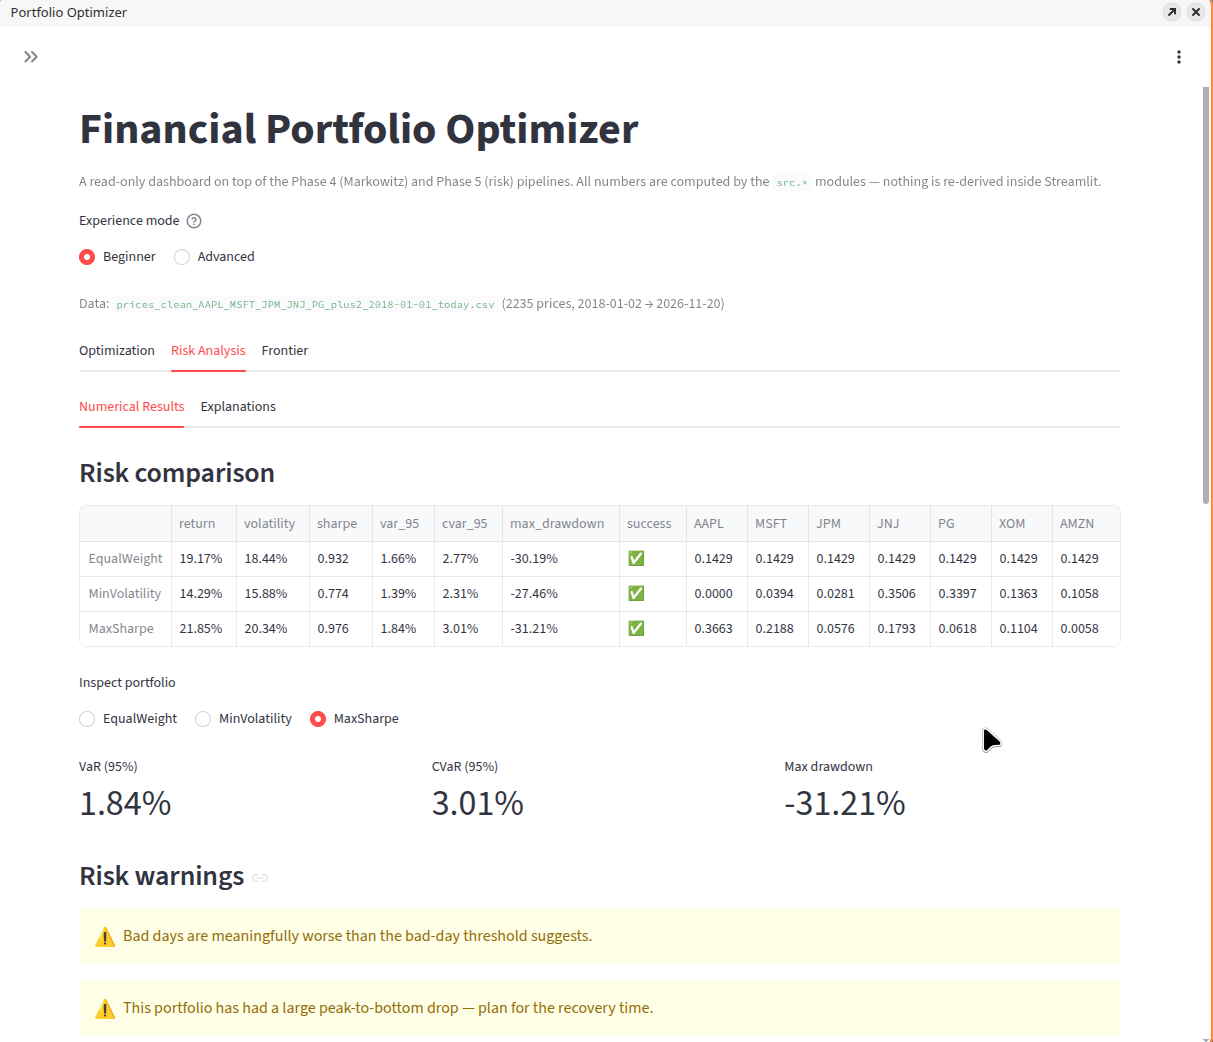 Portfolio Optimizer
Financial Portfolio Optimizer
A read-only dashboard on top of the Phase 4 (Markowitz) and Phase 5 (risk) pipelines. All numbers are computed by the src.* modules — nothing is re-derived inside Streamlit.
Experience mode
Beginner Advanced
Data: prices_clean_AAPL_MSFT_JPM_JNJ_PG_plus2_2018-01-01_today.csv (2235 prices, 2018-01-02 → 2026-11-20)
Optimization Risk Analysis Frontier
Numerical Results Explanations
Risk comparison
return volatility sharpe var_95 cvar_95 max_drawdown success AAPL MSFT JPM JNJ PG XOM AMZN
EqualWeight 19.17% 18.44% 0.932 1.66% 2.77% -30.19% ✅ 0.1429 0.1429 0.1429 0.1429 0.1429 0.1429 0.1429
MinVolatility 14.29% 15.88% 0.774 1.39% 2.31% -27.46% ✅ 0.0000 0.0394 0.0281 0.3506 0.3397 0.1363 0.1058
MaxSharpe 21.85% 20.34% 0.976 1.84% 3.01% -31.21% ✅ 0.3663 0.2188 0.0576 0.1793 0.0618 0.1104 0.0058
Inspect portfolio
EqualWeight MinVolatility MaxSharpe
VaR (95%) CVaR (95%) Max drawdown
1.84% 3.01% -31.21%
Risk warnings
⚠️ Bad days are meaningfully worse than the bad-day threshold suggests.
⚠️ This portfolio has had a large peak-to-bottom drop — plan for the recovery time.